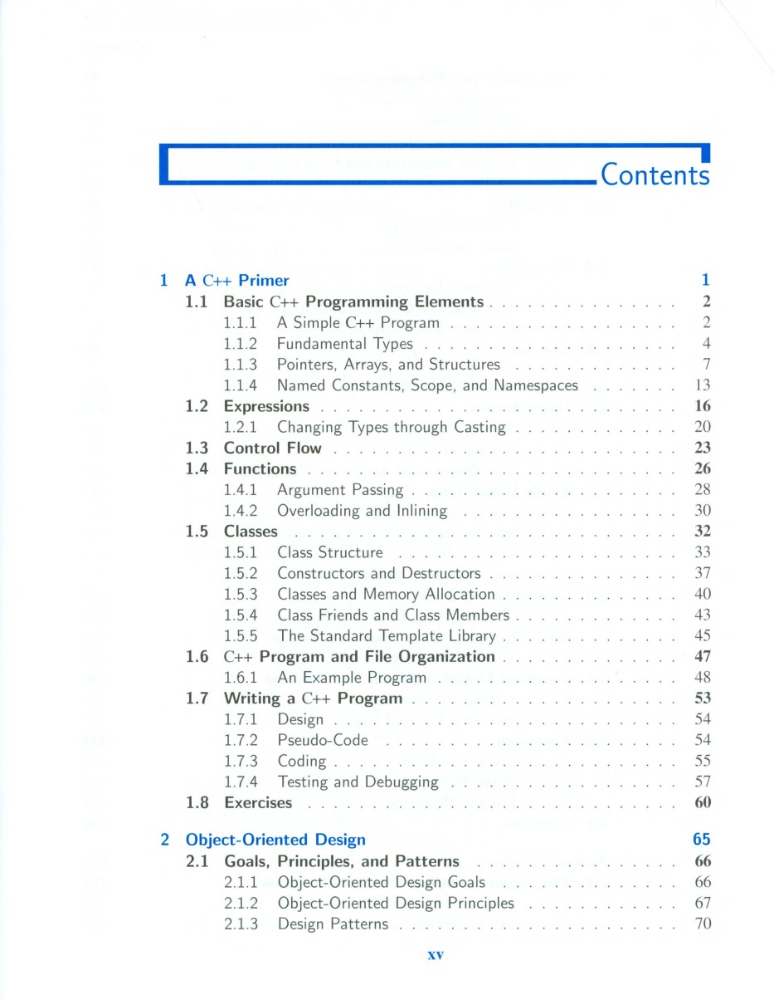 Contents
1 A C++ Primer 1
1.1 Basic C++ Programming Elements . . . . . . . . . . . . . . . 2
1.1.1 A Simple C++ Program . . . . . . . . . . . . . . . . . . 2
1.1.2 Fundamental Types . . . . . . . . . . . . . . . . . . . . 4
1.1.3 Pointers, Arrays, and Structures . . . . . . . . . . . . . 7
1.1.4 Named Constants, Scope, and Namespaces . . . . . . . 13
1.2 Expressions . . . . . . . . . . . . . . . . . . . . . . . . . . . . 16
1.2.1 Changing Types through Casting . . . . . . . . . . . . . 20
1.3 Control Flow . . . . . . . . . . . . . . . . . . . . . . . . . . . 23
1.4 Functions . . . . . . . . . . . . . . . . . . . . . . . . . . . . . 26
1.4.1 Argument Passing . . . . . . . . . . . . . . . . . . . . . 28
1.4.2 Overloading and Inlining . . . . . . . . . . . . . . . . . 30
1.5 Classes . . . . . . . . . . . . . . . . . . . . . . . . . . . . . . 32
1.5.1 Class Structure . . . . . . . . . . . . . . . . . . . . . . 33
1.5.2 Constructors and Destructors . . . . . . . . . . . . . . . 37
1.5.3 Classes and Memory Allocation . . . . . . . . . . . . . . 40
1.5.4 Class Friends and Class Members . . . . . . . . . . . . . 43
1.5.5 The Standard Template Library . . . . . . . . . . . . . . 45
1.6 C++ Program and File Organization . . . . . . . . . . . . . . 47
1.6.1 An Example Program . . . . . . . . . . . . . . . . . . . 48
1.7 Writing a C++ Program . . . . . . . . . . . . . . . . . . . . . 53
1.7.1 Design . . . . . . . . . . . . . . . . . . . . . . . . . . . 54
1.7.2 Pseudo-Code . . . . . . . . . . . . . . . . . . . . . . . 54
1.7.3 Coding . . . . . . . . . . . . . . . . . . . . . . . . . . . 55
1.7.4 Testing and Debugging . . . . . . . . . . . . . . . . . . 57
1.8 Exercises . . . . . . . . . . . . . . . . . . . . . . . . . . . . . 60
2 Object-Oriented Design 65
2.1 Goals, Principles, and Patterns . . . . . . . . . . . . . . . . 66
2.1.1 Object-Oriented Design Goals . . . . . . . . . . . . . . 66
2.1.2 Object-Oriented Design Principles . . . . . . . . . . . . 67
2.1.3 Design Patterns . . . . . . . . . . . . . . . . . . . . . . 70
xv